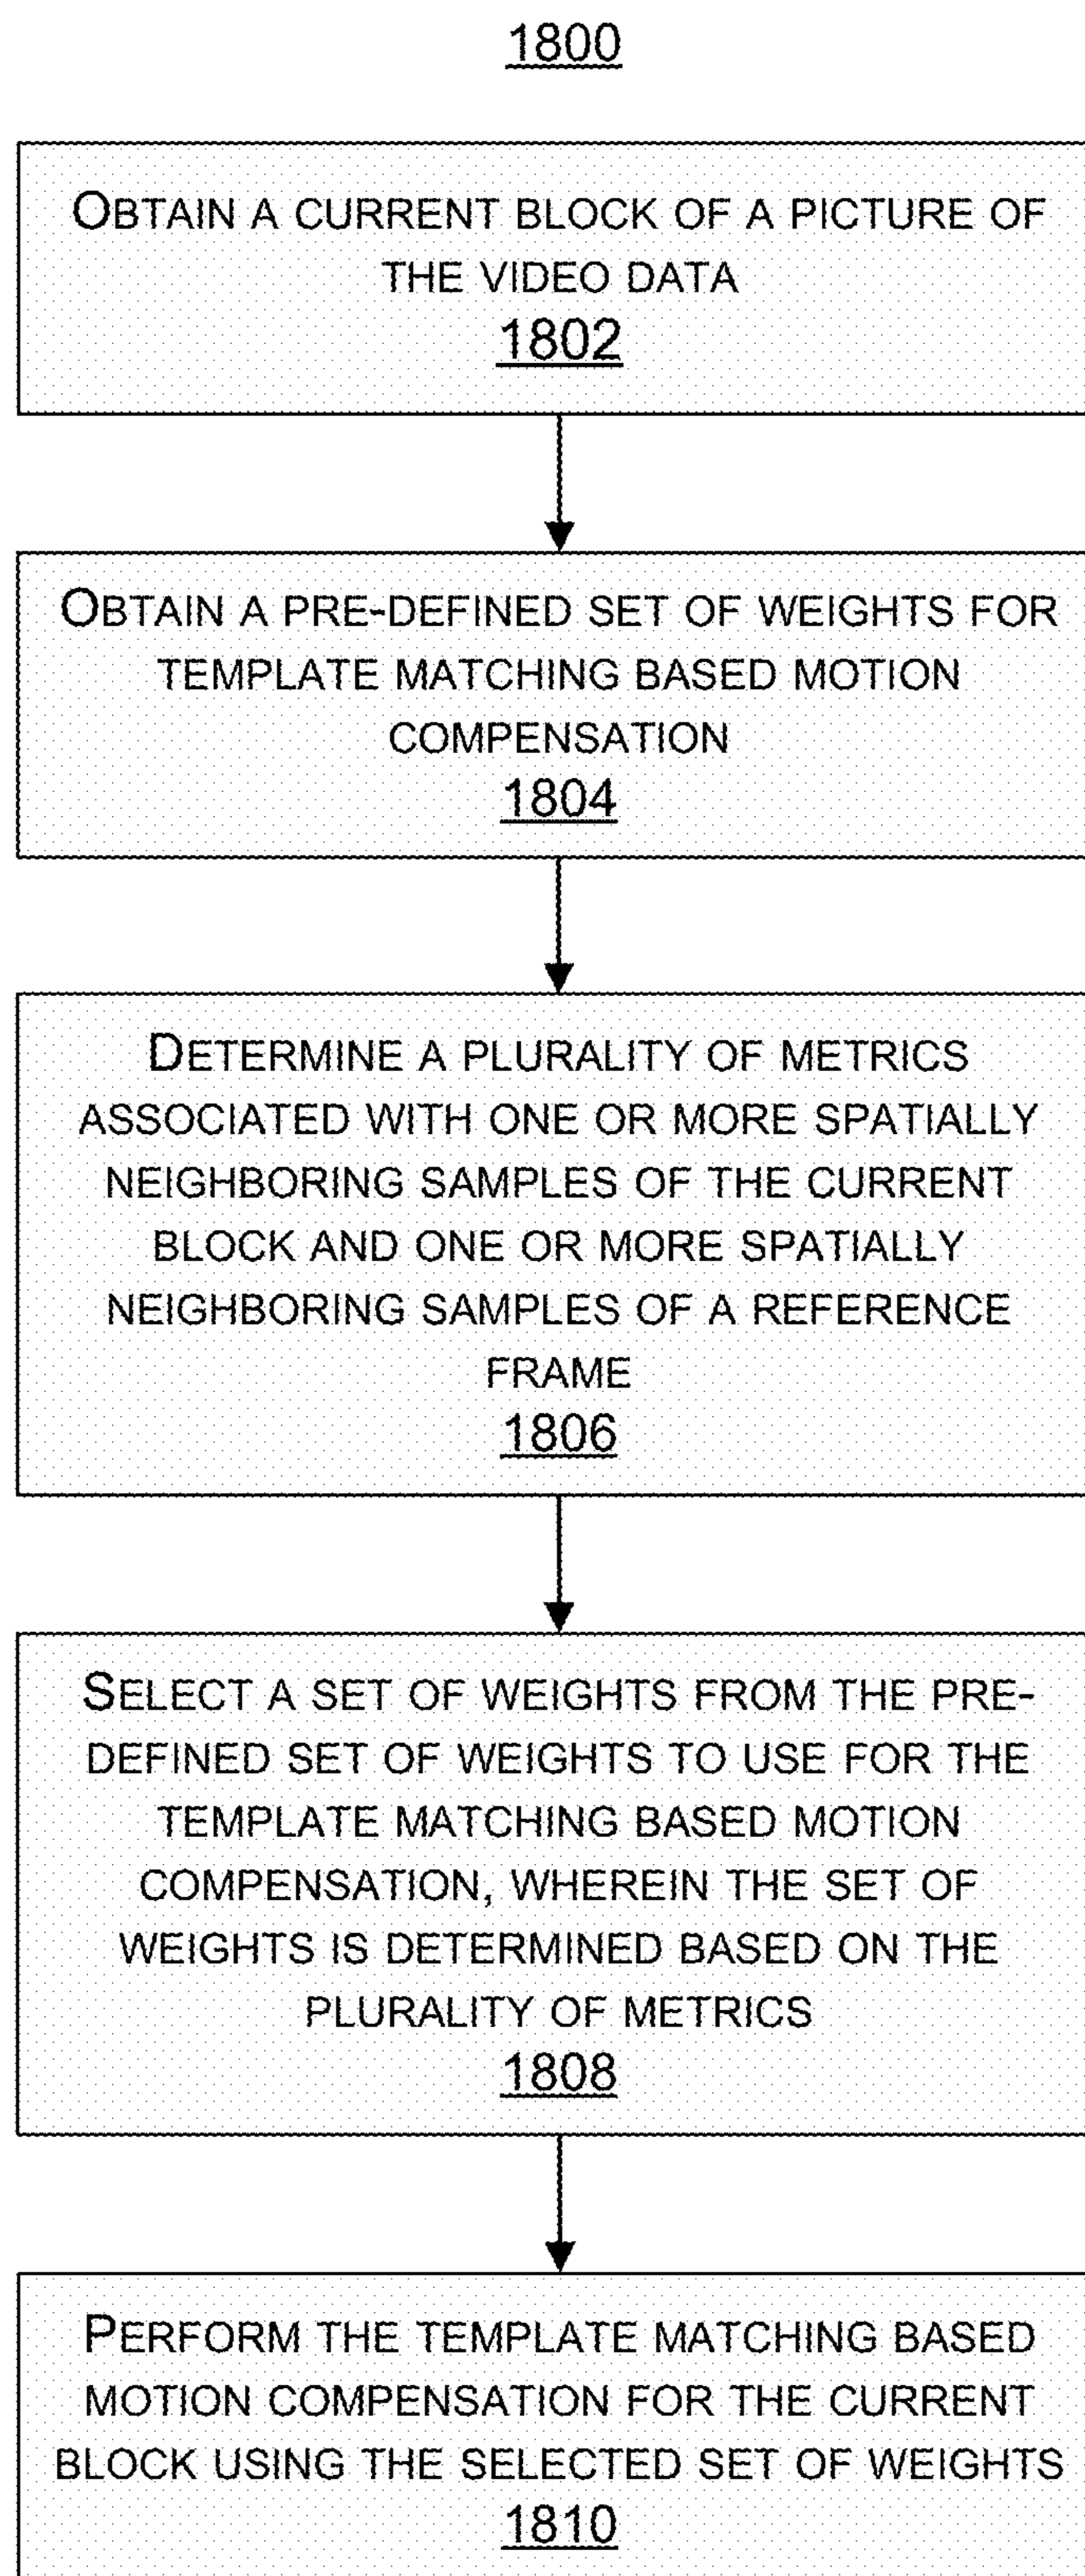 1800
OBTAIN A CURRENT BLOCK OF A PICTURE OF
THE VIDEO DATA
1802
OBTAIN A PRE-DEFINED SET OF WEIGHTS FOR
TEMPLATE MATCHING BASED MOTION
COMPENSATION
1804
DETERMINE A PLURALITY OF METRICS
ASSOCIATED WITH ONE OR MORE SPATIALLY
NEIGHBORING SAMPLES OF THE CURRENT
BLOCK AND ONE OR MORE SPATIALLY
NEIGHBORING SAMPLES OF A REFERENCE
FRAME
1806
SELECT A SET OF WEIGHTS FROM THE PRE-
DEFINED SET OF WEIGHTS TO USE FOR THE
TEMPLATE MATCHING BASED MOTION
COMPENSATION, WHEREIN THE SET OF
WEIGHTS IS DETERMINED BASED ON THE
PLURALITY OF METRICS
1808
PERFORM THE TEMPLATE MATCHING BASED
MOTION COMPENSATION FOR THE CURRENT
BLOCK USING THE SELECTED SET OF WEIGHTS
1810